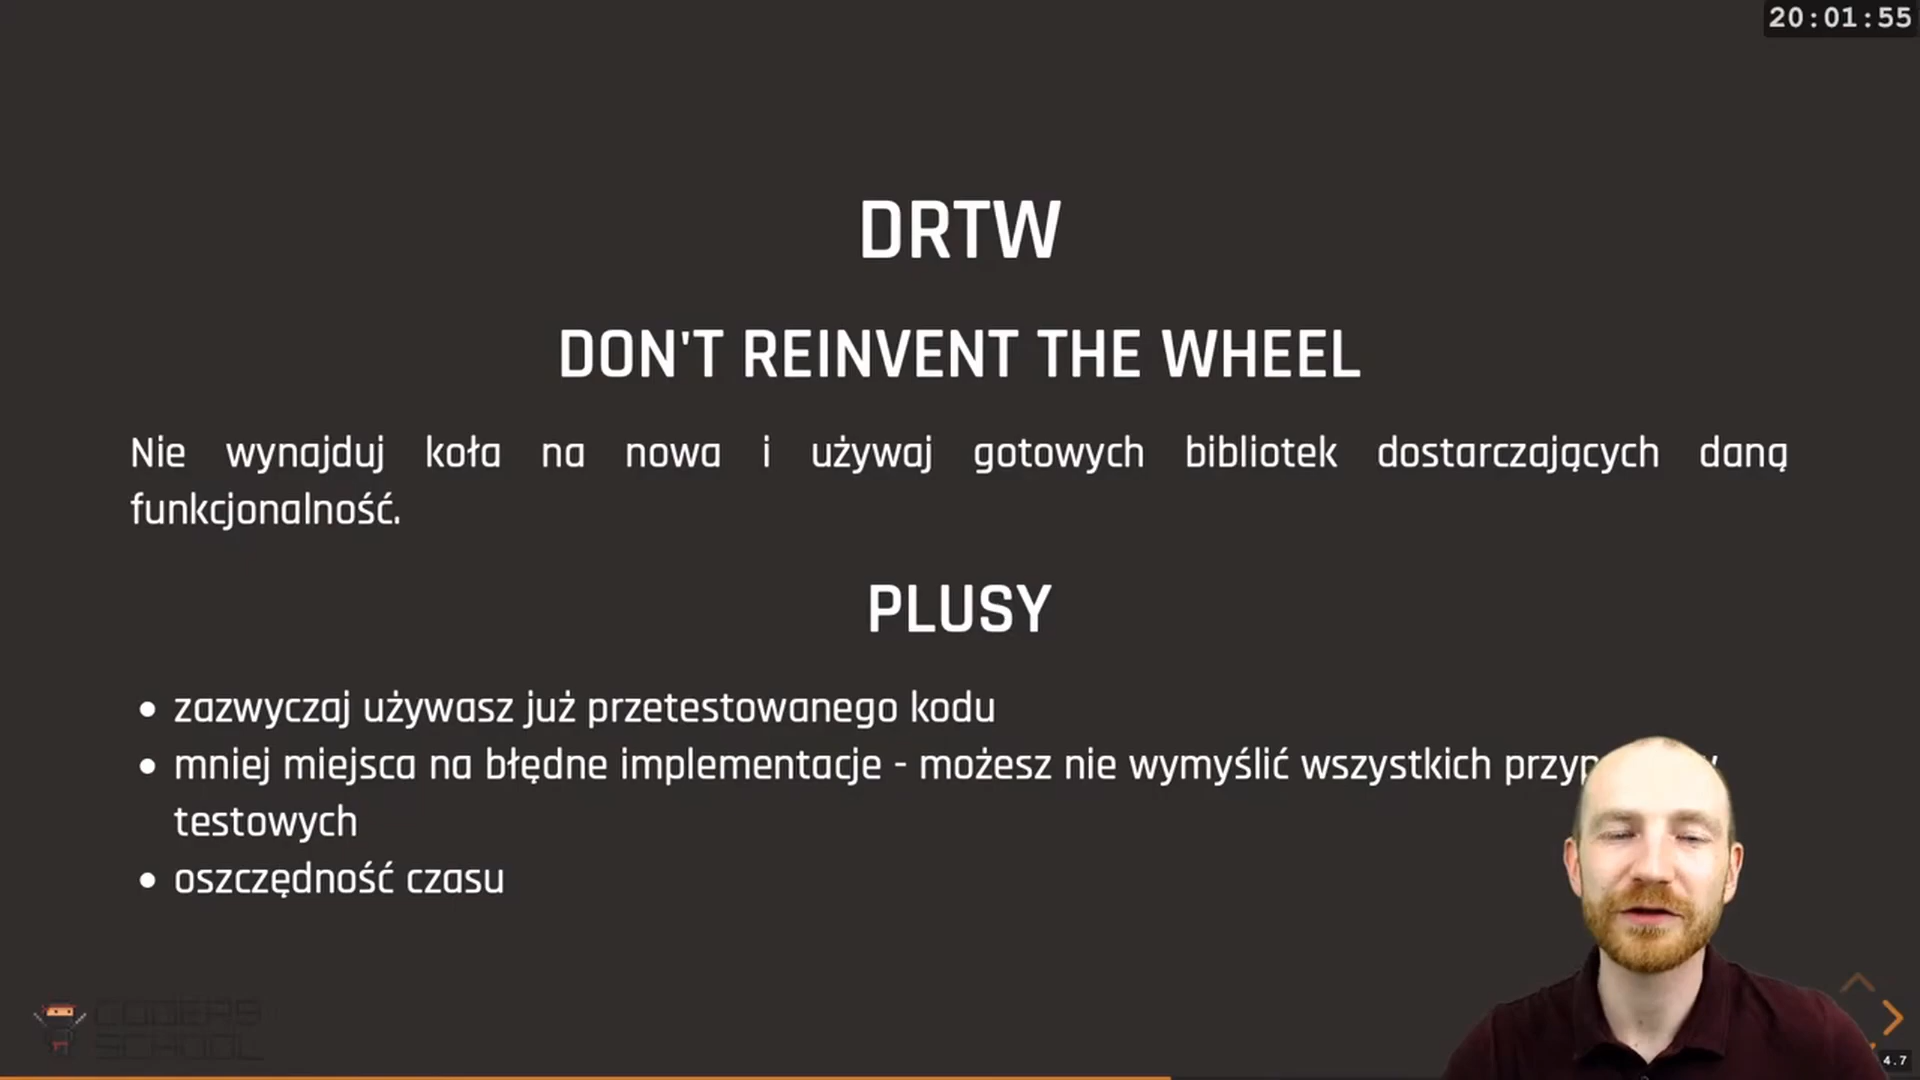 20:01:55
DRTW
DON'T REINVENT THE WHEEL
Nie wynajduj koła na nowa i używaj gotowych bibliotek dostarczających daną
funkcjonalność.
PLUSY
zazwyczaj używasz już przetestowanego kodu
mniej miejsca na błędne implementacje - możesz nie wymyślić wszystkich
testowych
oszczędność czasu
CODERS
SCHOOL
4.7